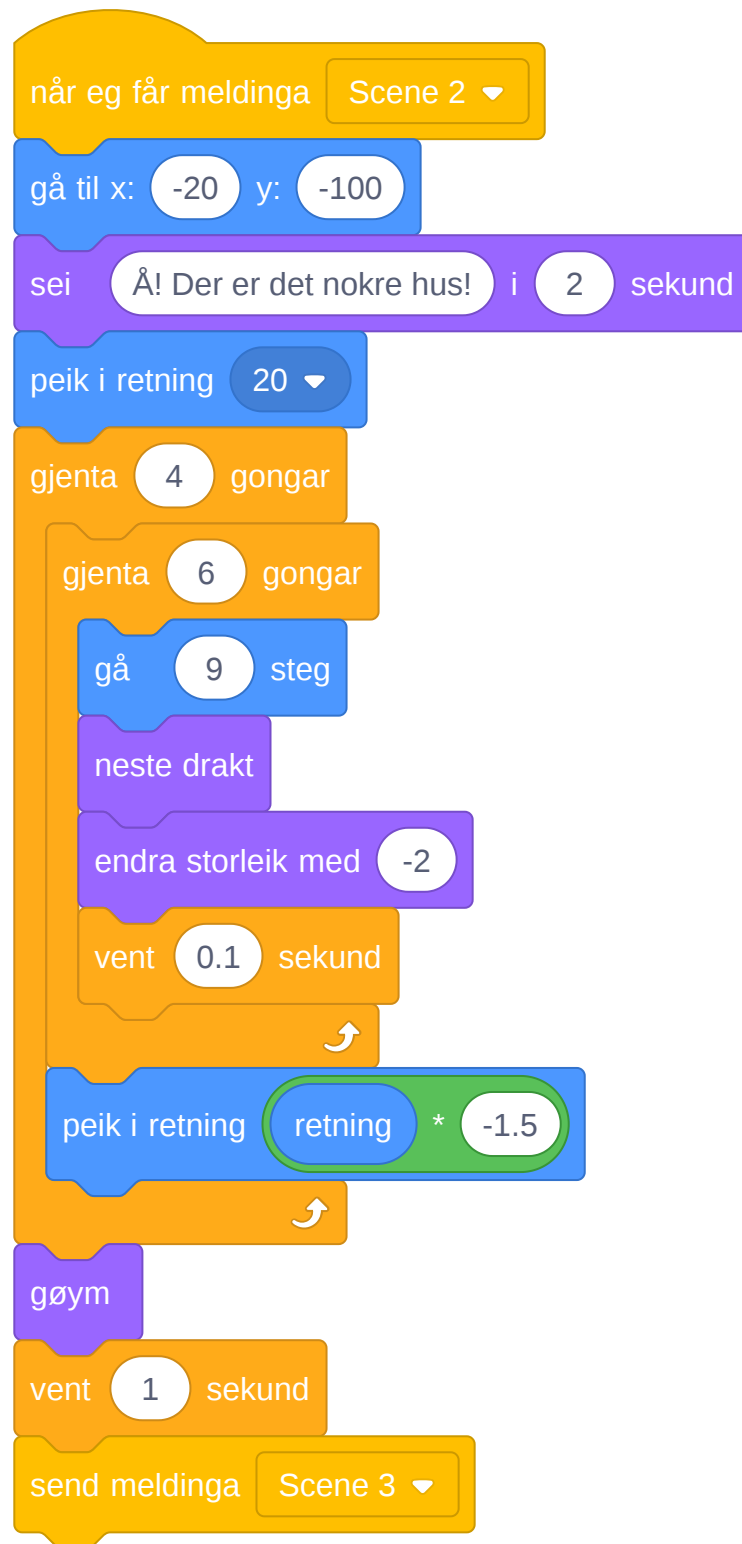 når eg får meldinga Scene 2
gå til x: -20 y: -100
sei Å! Der er det nokre hus! i 2 sekund
peik i retning 20
gjenta 4 gongar
gjenta 6 gongar
gå 9 steg
neste drakt
endra storleik med -2
vent 0.1 sekund
peik i retning retning * -1.5
gøym
vent 1 sekund
send meldinga Scene 3